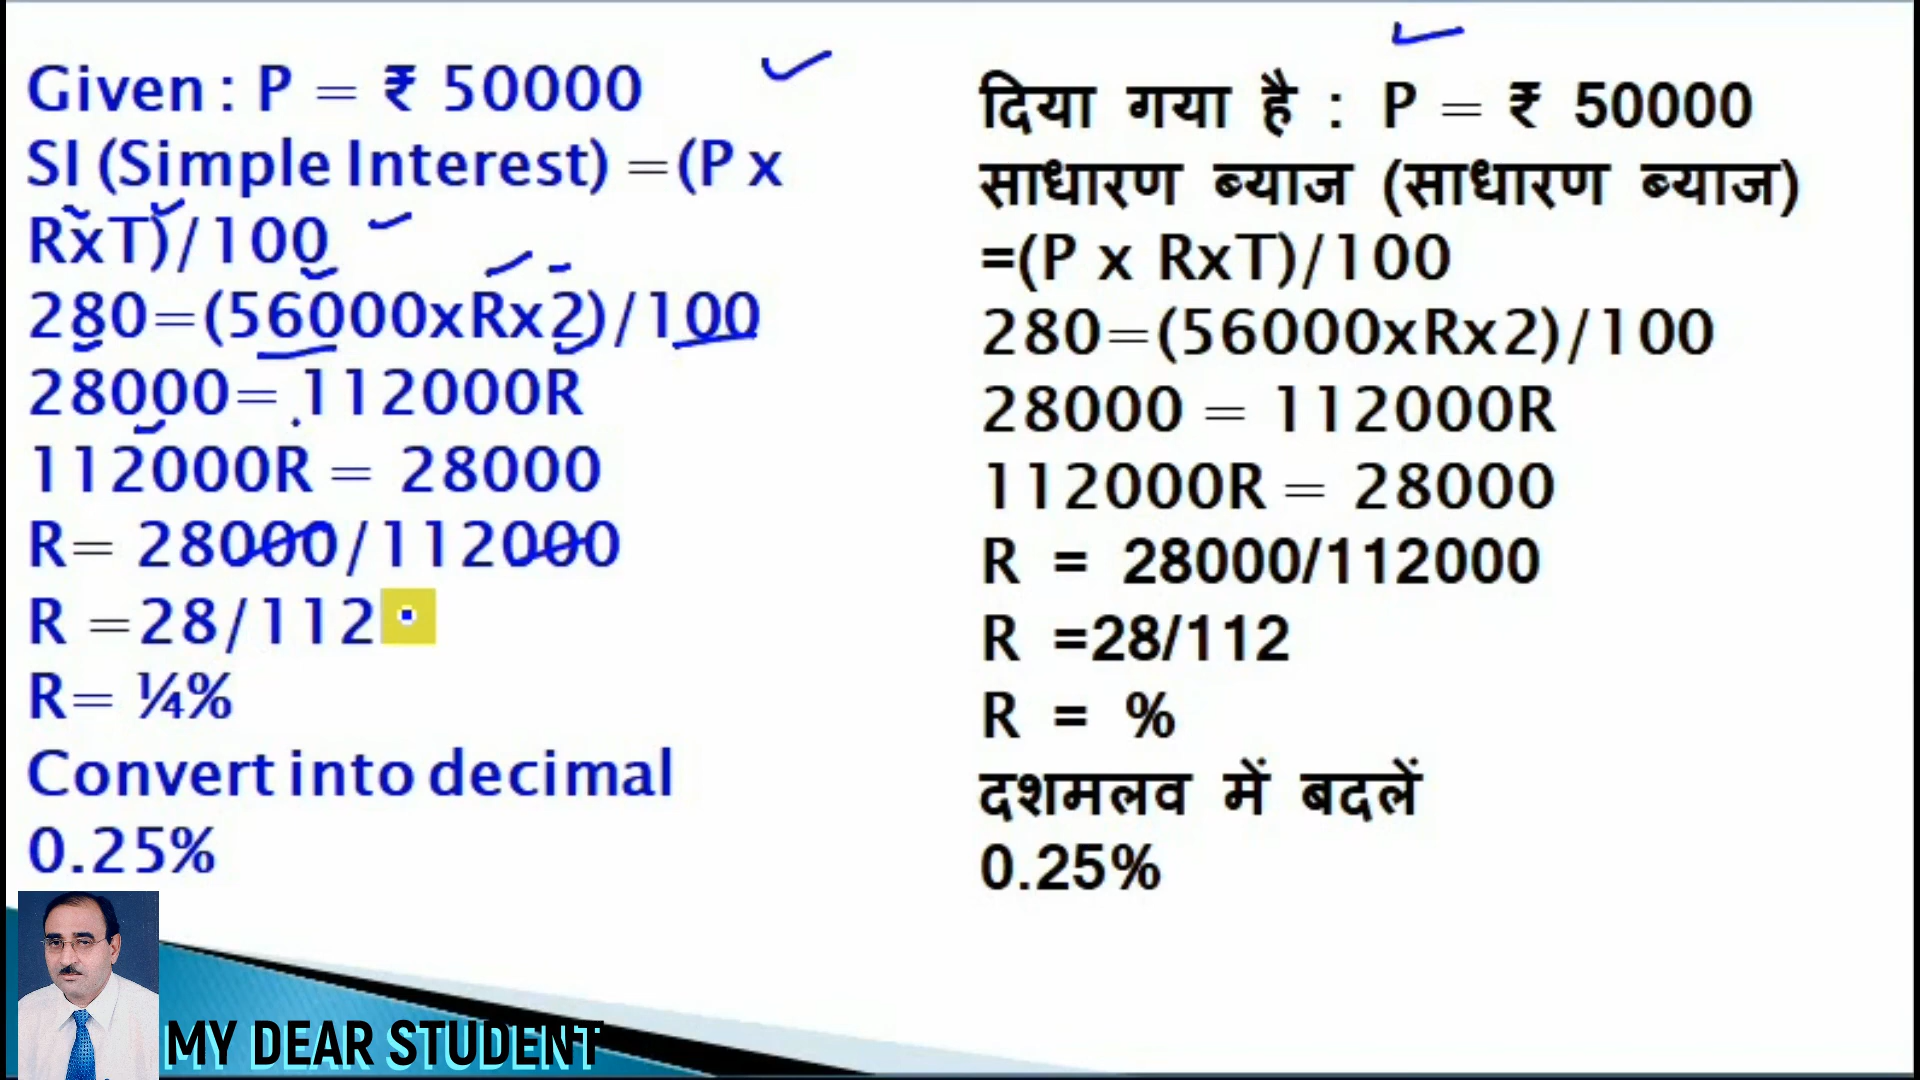 Given : P = ₹ 50000
SI (Simple Interest) =(P x
RxT)/100
280=(56000xRx2)/100
28000= 112000R
112000R = 28000
R= 28000/112000
R =28/112
R= ¼%
Convert into decimal
0.25%
दिया गया है : P = ₹ 50000
साधारण ब्याज (साधारण ब्याज)
=(P x RxT)/100
280=(56000xRx2)/100
28000 = 112000R
112000R = 28000
R = 28000/112000
R =28/112
R = %
दशमलव में बदलें
0.25%
MY DEAR STUDENT